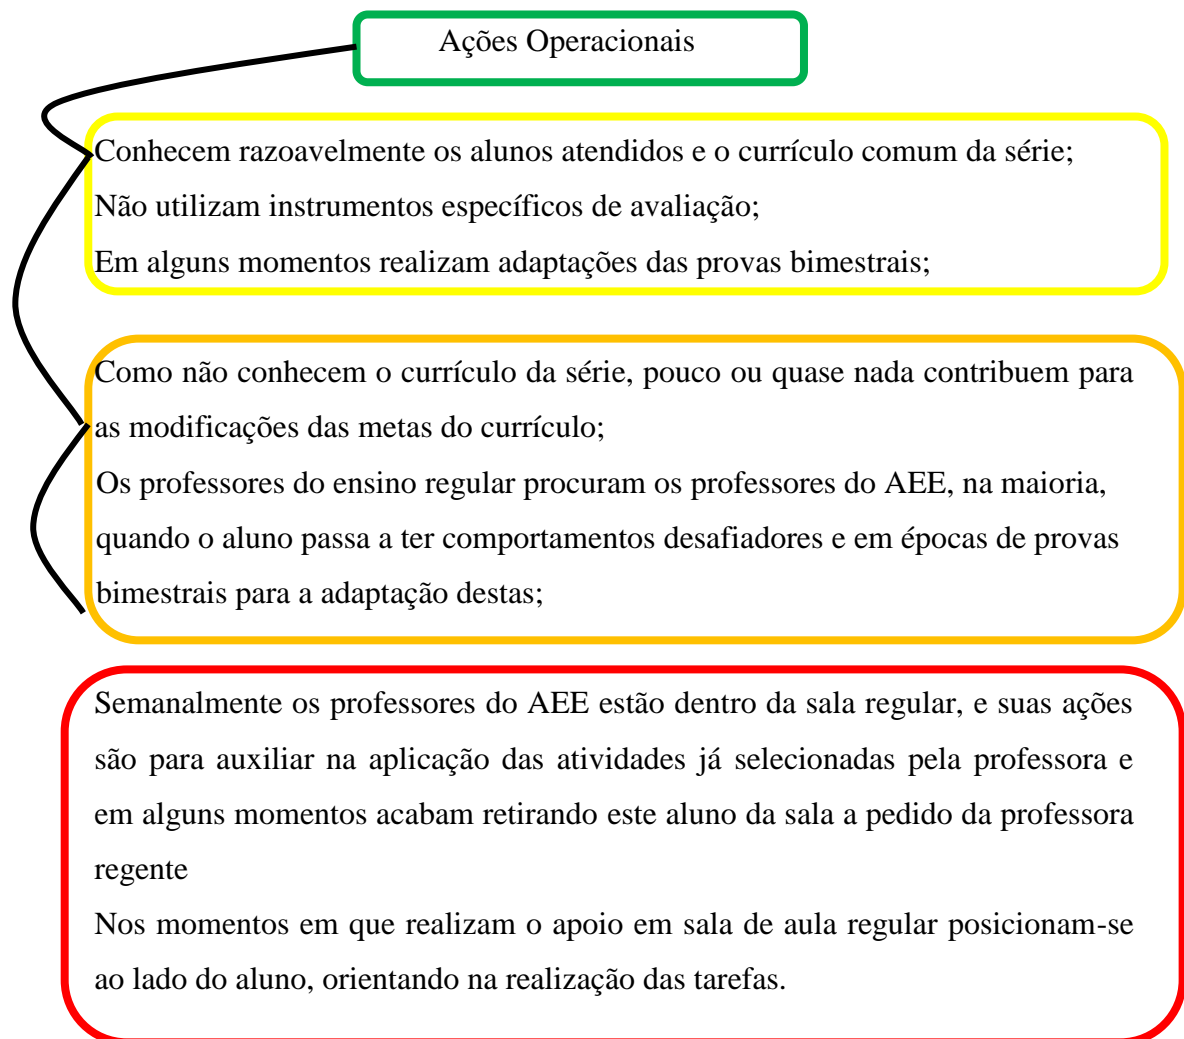 Ações Operacionais
Conhecem razoavelmente os alunos atendidos e o currículo comum da série;
Não utilizam instrumentos específicos de avaliação;
Em alguns momentos realizam adaptações das provas bimestrais;
Como não conhecem o currículo da série, pouco ou quase nada contribuem para
as modificações das metas do currículo;
Os professores do ensino regular procuram os professores do AEE, na maioria,
quando o aluno passa a ter comportamentos desafiadores e em épocas de provas
bimestrais para a adaptação destas;
Semanalmente os professores do AEE estão dentro da sala regular, e suas ações
são para auxiliar na aplicação das atividades já selecionadas pela professora e
em alguns momentos acabam retirando este aluno da sala a pedido da professora
regente
Nos momentos em que realizam o apoio em sala de aula regular posicionam-se
ao lado do aluno, orientando na realização das tarefas.